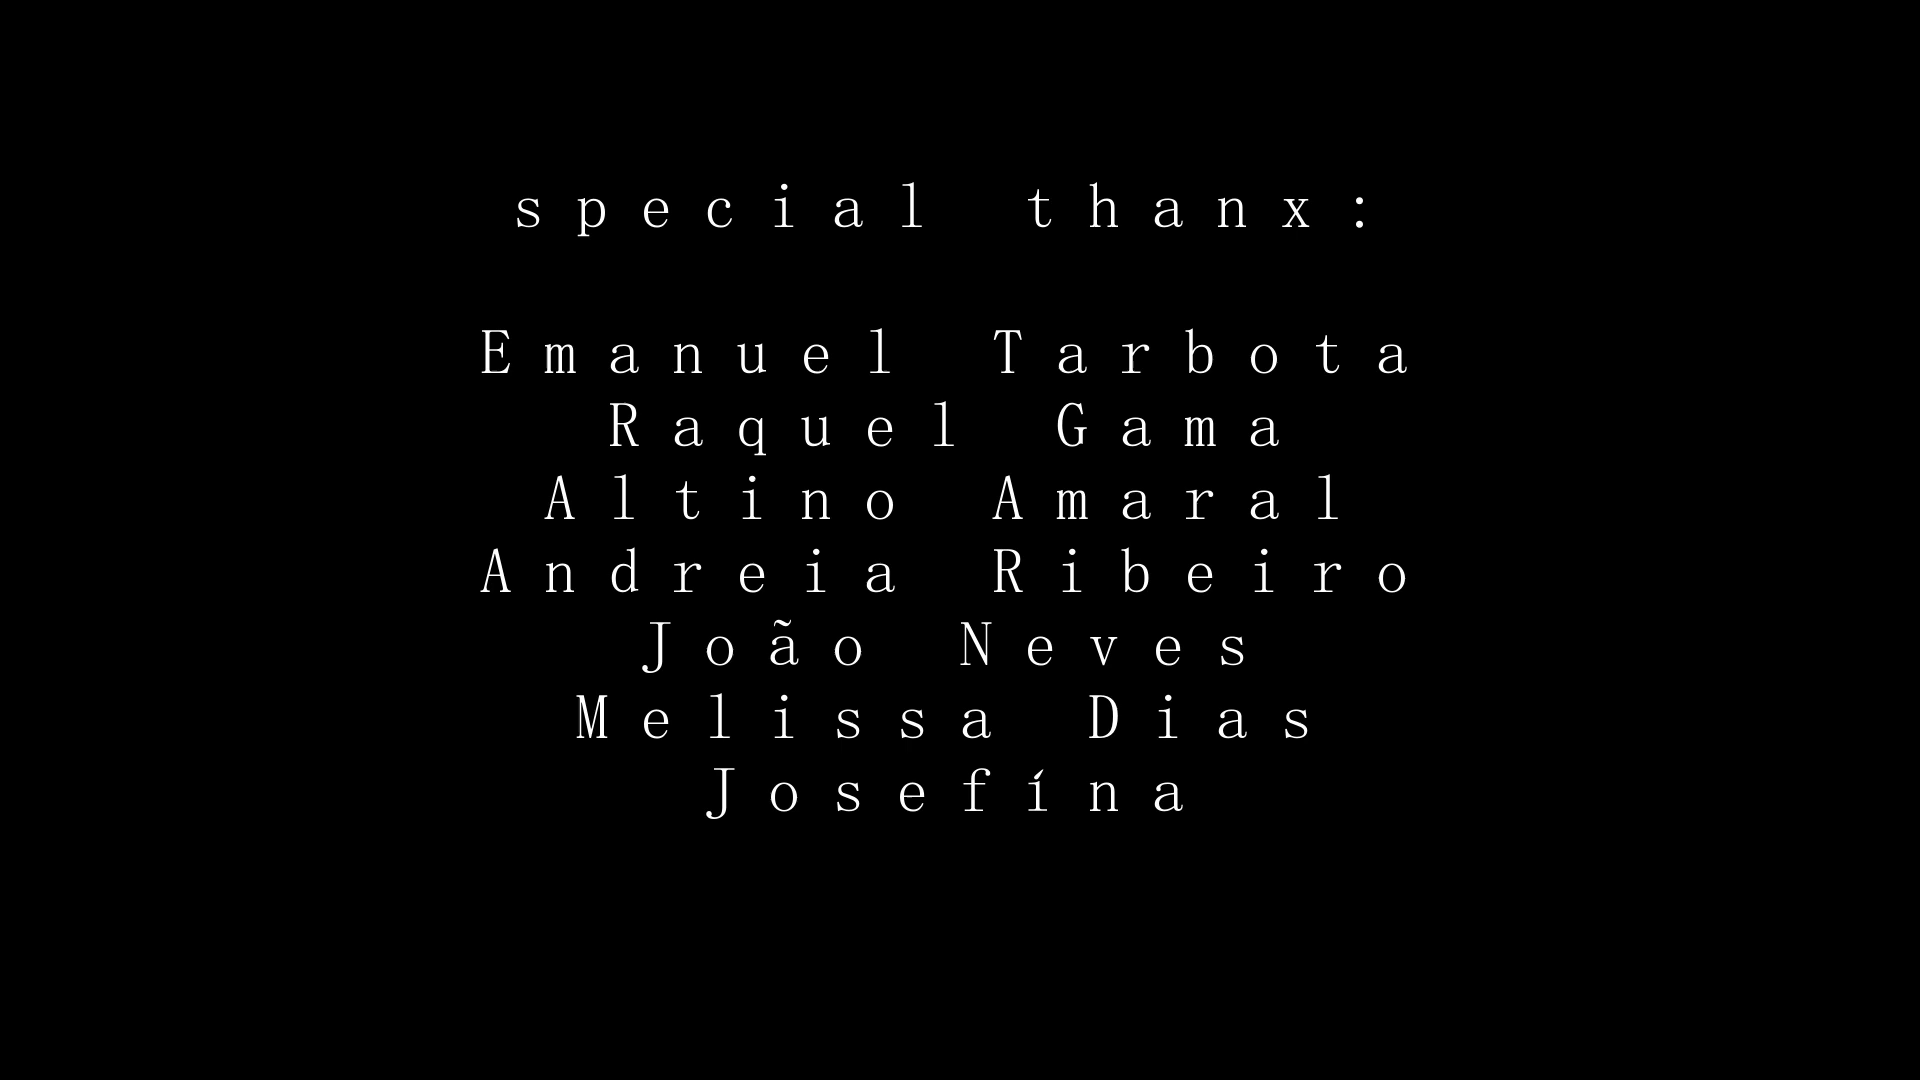 special thanx:
Emanuel Tarbota
Raquel Gama
Altino Amaral
Andreia Ribeiro
João Neves
Melissa Dias
Josefína